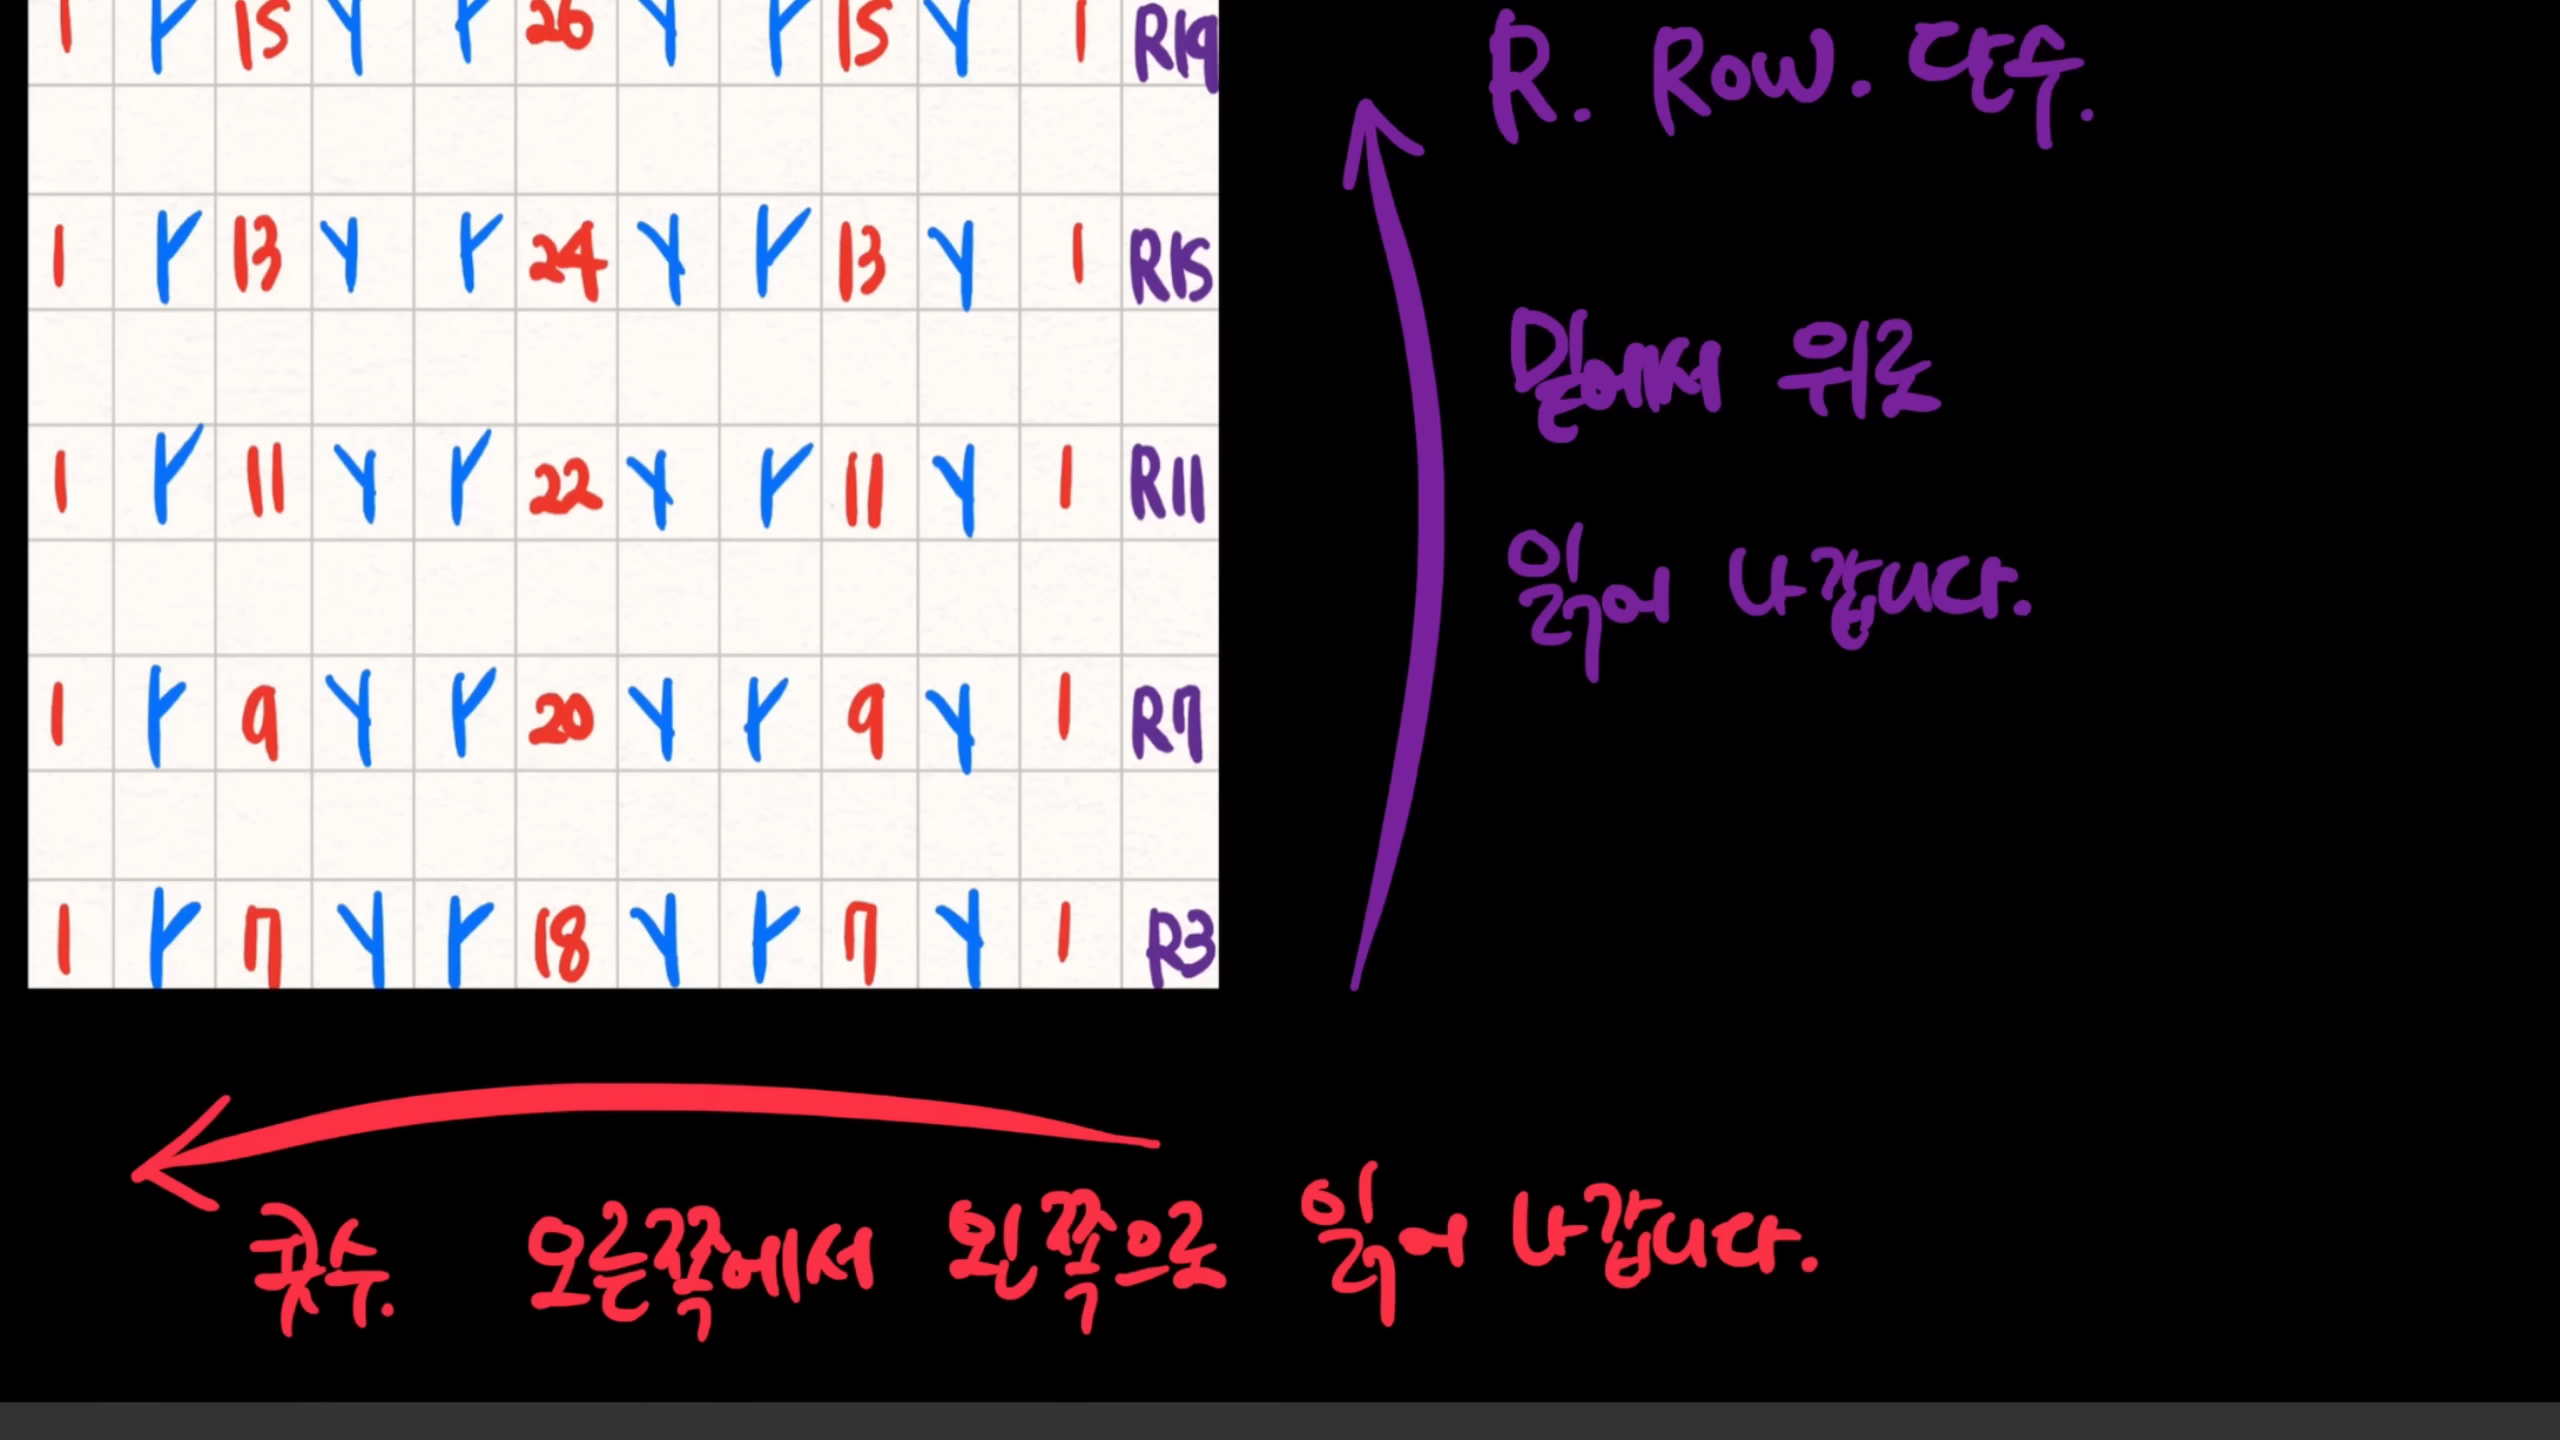 1 15 26 15 1 R19
1 13 24 13 1 R15
1 11 22 11 1 R11
1 9 20 9 1 R7
1 7 18 7 1 R3
R. Row. 단수.
밑에서 위로
읽어 나갑니다.
콧수. 오른쪽에서 왼쪽으로 읽어 나갑니다.